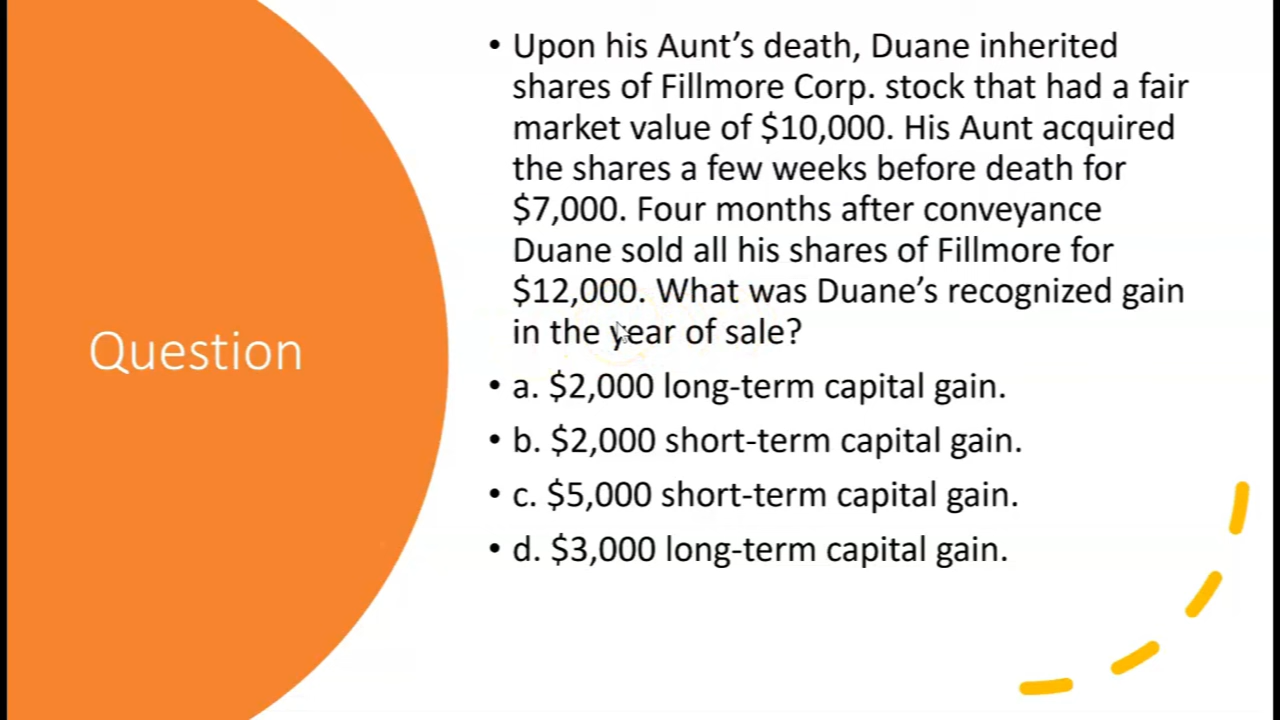 Question
• Upon his Aunt’s death, Duane inherited
shares of Fillmore Corp. stock that had a fair
market value of $10,000. His Aunt acquired
the shares a few weeks before death for
$7,000. Four months after conveyance
Duane sold all his shares of Fillmore for
$12,000. What was Duane’s recognized gain
in the year of sale?
• a. $2,000 long-term capital gain.
• b. $2,000 short-term capital gain.
• c. $5,000 short-term capital gain.
• d. $3,000 long-term capital gain.